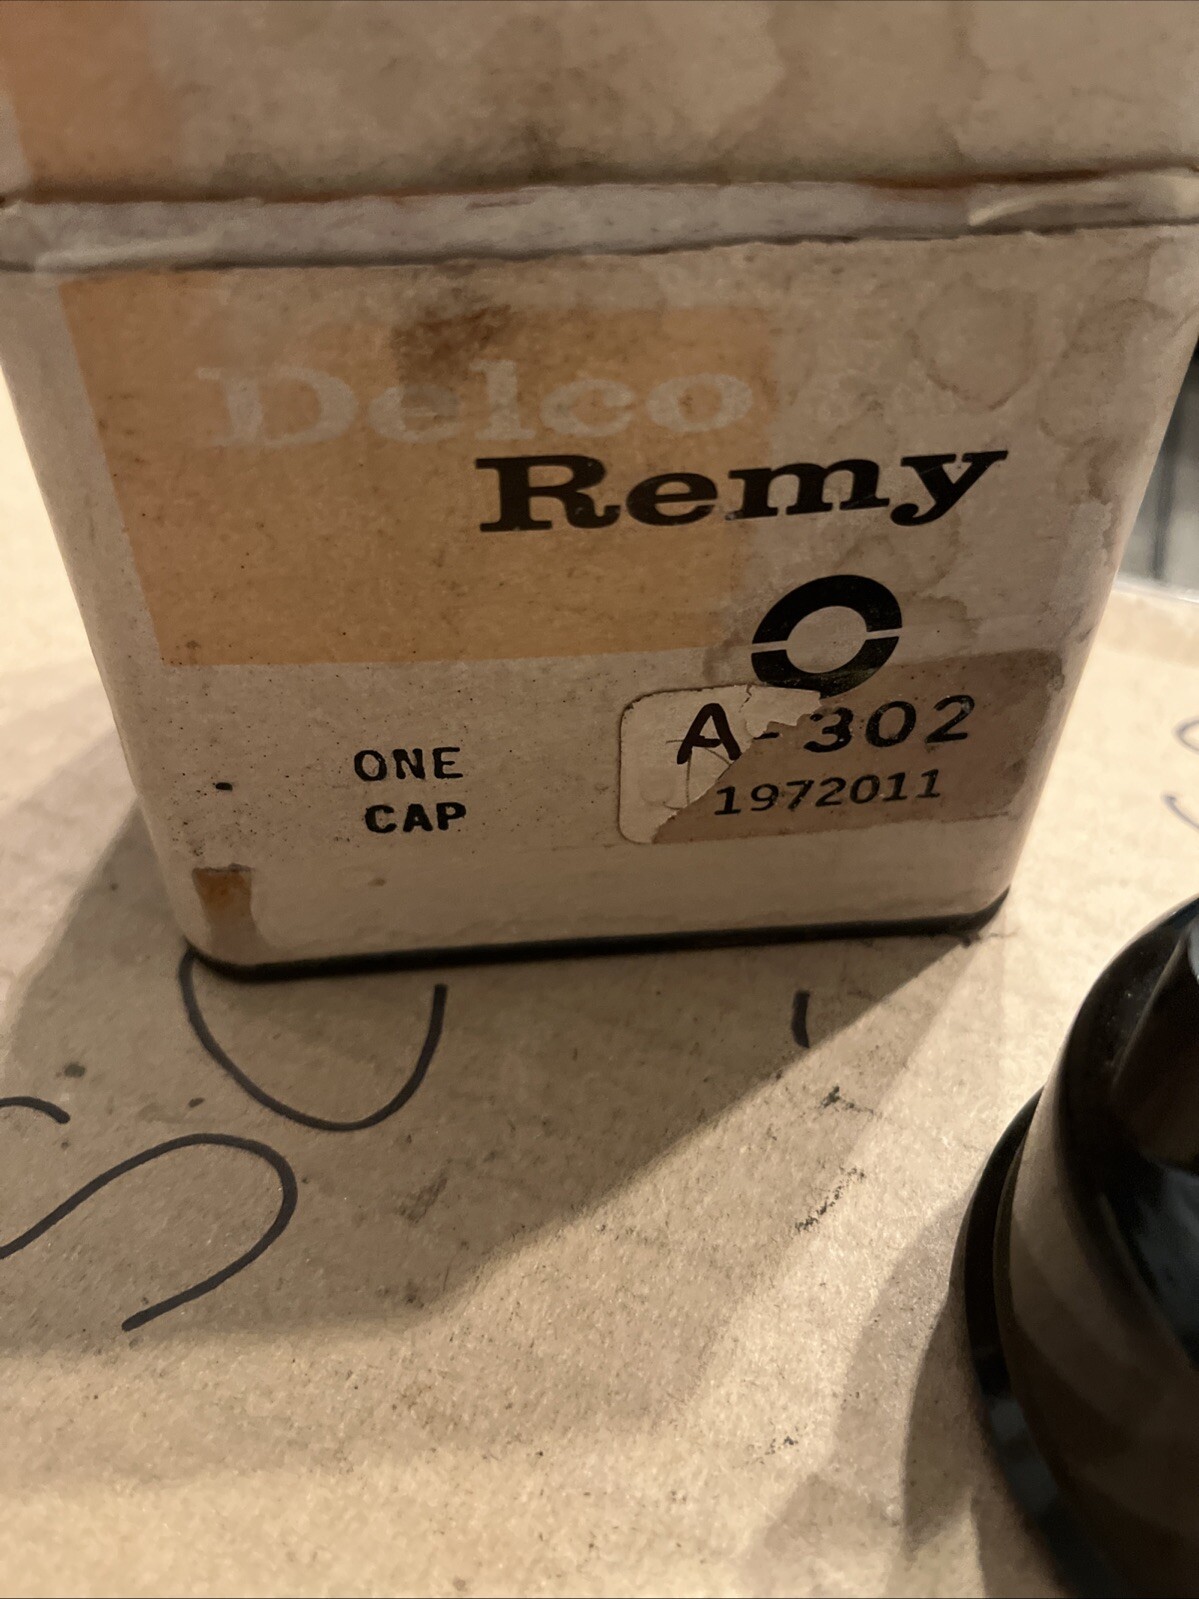 Delco
Remy
A-302
1972011
ONE
CAP